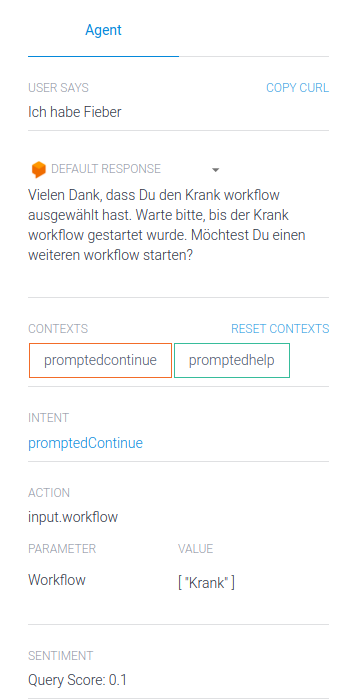 Agent
USER SAYS COPY CURL
Ich habe Fieber
DEFAULT RESPONSE
Vielen Dank, dass Du den Krank workflow
ausgewählt hast. Warte bitte, bis der Krank
workflow gestartet wurde. Möchtest Du einen
weiteren workflow starten?
CONTEXTS RESET CONTEXTS
promptedcontinue promptedhelp
INTENT
promptedContinue
ACTION
input.workflow
PARAMETER VALUE
Workflow [ "Krank" ]
SENTIMENT
Query Score: 0.1